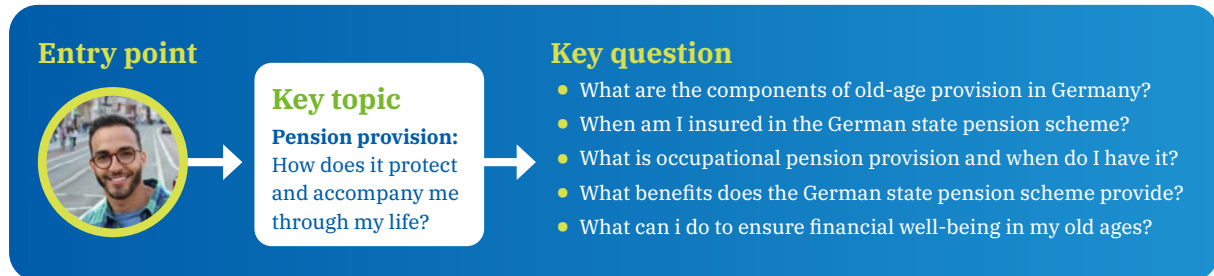 Entry point
Key topic
Pension provision:
How does it protect
and accompany me
through my life?
Key question
What are the components of old-age provision in Germany?
When am I insured in the German state pension scheme?
What is occupational pension provision and when do I have it?
What benefits does the German state pension scheme provide?
What can i do to ensure financial well-being in my old ages?